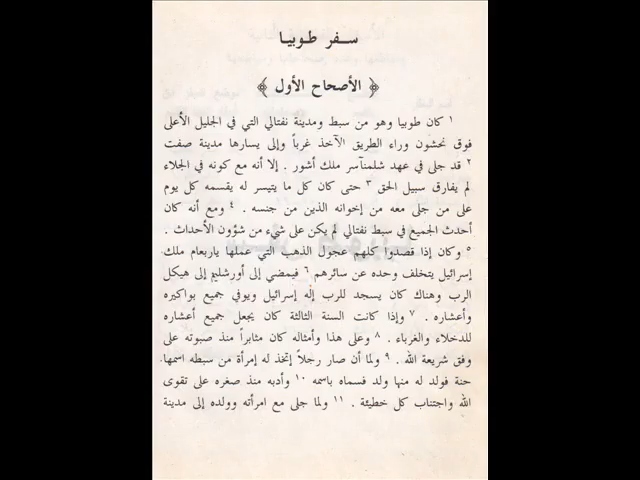 سفر طوبيا
﴿ الأصحاح الأول ﴾
١ كان طوبيا وهو من سبط ومدينة نفتالي التي في الجليل الأعلى
فوق نحشون وراء الطريق الآخذ غرباً وإلى يسارها مدينة صفت
٢ قد جلى في عهد شلمنآسر ملك أشور . إلا أنه مع كونه في الجلاء
لم يفارق سبيل الحق ٣ حتى كان كل ما يتيسر له يقسمه كل يوم
على من جلى معه من إخوانه الذين من جنسه . ٤ ومع أنه كان
أحدث الجميع في سبط نفتالي لم يكن على شيء من شؤون الأحداث .
٥ وكان إذا قصدوا كلهم عجول الذهب التي عملها ياربعام ملك
إسرائيل يتخلف وحده عن سائرهم ٦ فيمضي إلى أورشليم إلى هيكل
الرب وهناك كان يسجد للرب إله إسرائيل ويوفي جميع بواكيره
وأعشاره . ٧ وإذا كانت السنة الثالثة كان يجعل جميع أعشاره
للدخلاء والغرباء . ٨ وعلى هذا وأمثاله كان مثابراً منذ صبوته على
وفق شريعة الله . ٩ ولما أن صار رجلاً إتخذ له إمرأة من سبطه اسمها
حنة فولد له منها ولد فسماه باسمه ١٠ وأدبه منذ صغره على تقوى
الله واجتناب كل خطيئة . ١١ ولما جلى مع امرأته وولده إلى مدينة